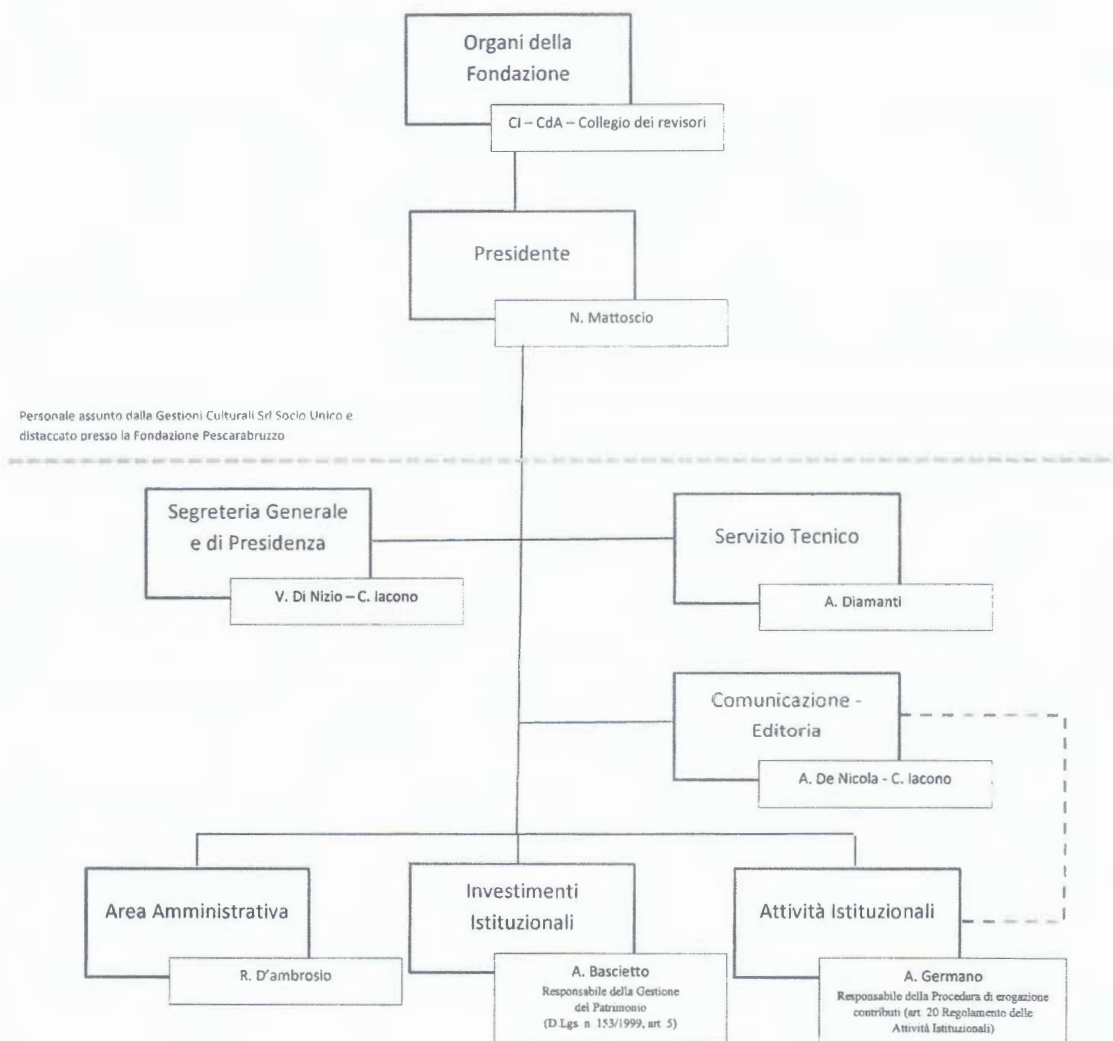 Organi della
Fondazione
CI – CdA – Collegio dei revisori
Presidente
N. Mattoscio
Personale assunto dalla Gestioni Culturali Srl Socio Unico e
distaccato presso la Fondazione Pescarabruzzo
Segreteria Generale
e di Presidenza
V. Di Nizio – C. Iacono
Servizio Tecnico
A. Diamanti
Comunicazione -
Editoria
A. De Nicola - C. Iacono
Area Amministrativa
R. D'ambrosio
Investimenti
Istituzionali
A. Bascietto
Responsabile della Gestione
del Patrimonio
(D.Lgs. n. 153/1999, art. 5)
Attività Istituzionali
A. Germano
Responsabile della Procedura di erogazione
contributi (art. 20 Regolamento delle
Attività Istituzionali)